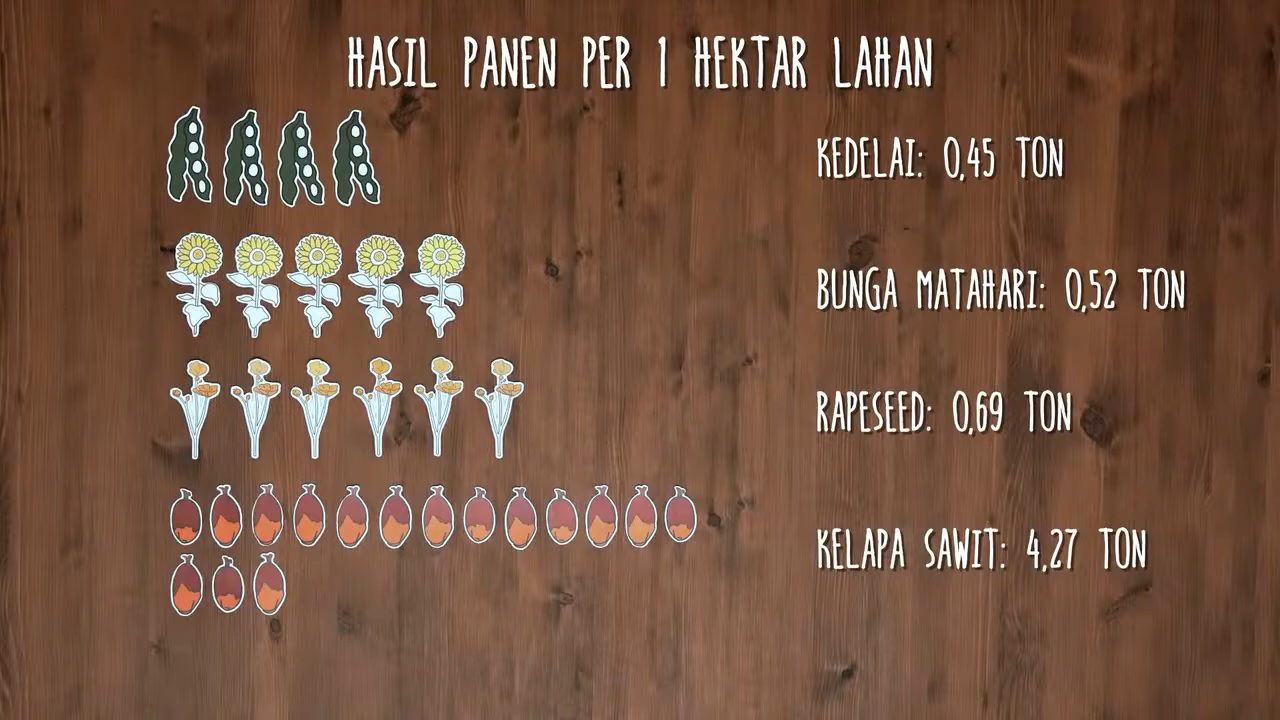 HASIL PANEN PER 1 HEKTAR LAHAN
KEDELAI: 0,45 TON
BUNGA MATAHARI: 0,52 TON
RAPESEED: 0,69 TON
KELAPA SAWIT: 4,27 TON